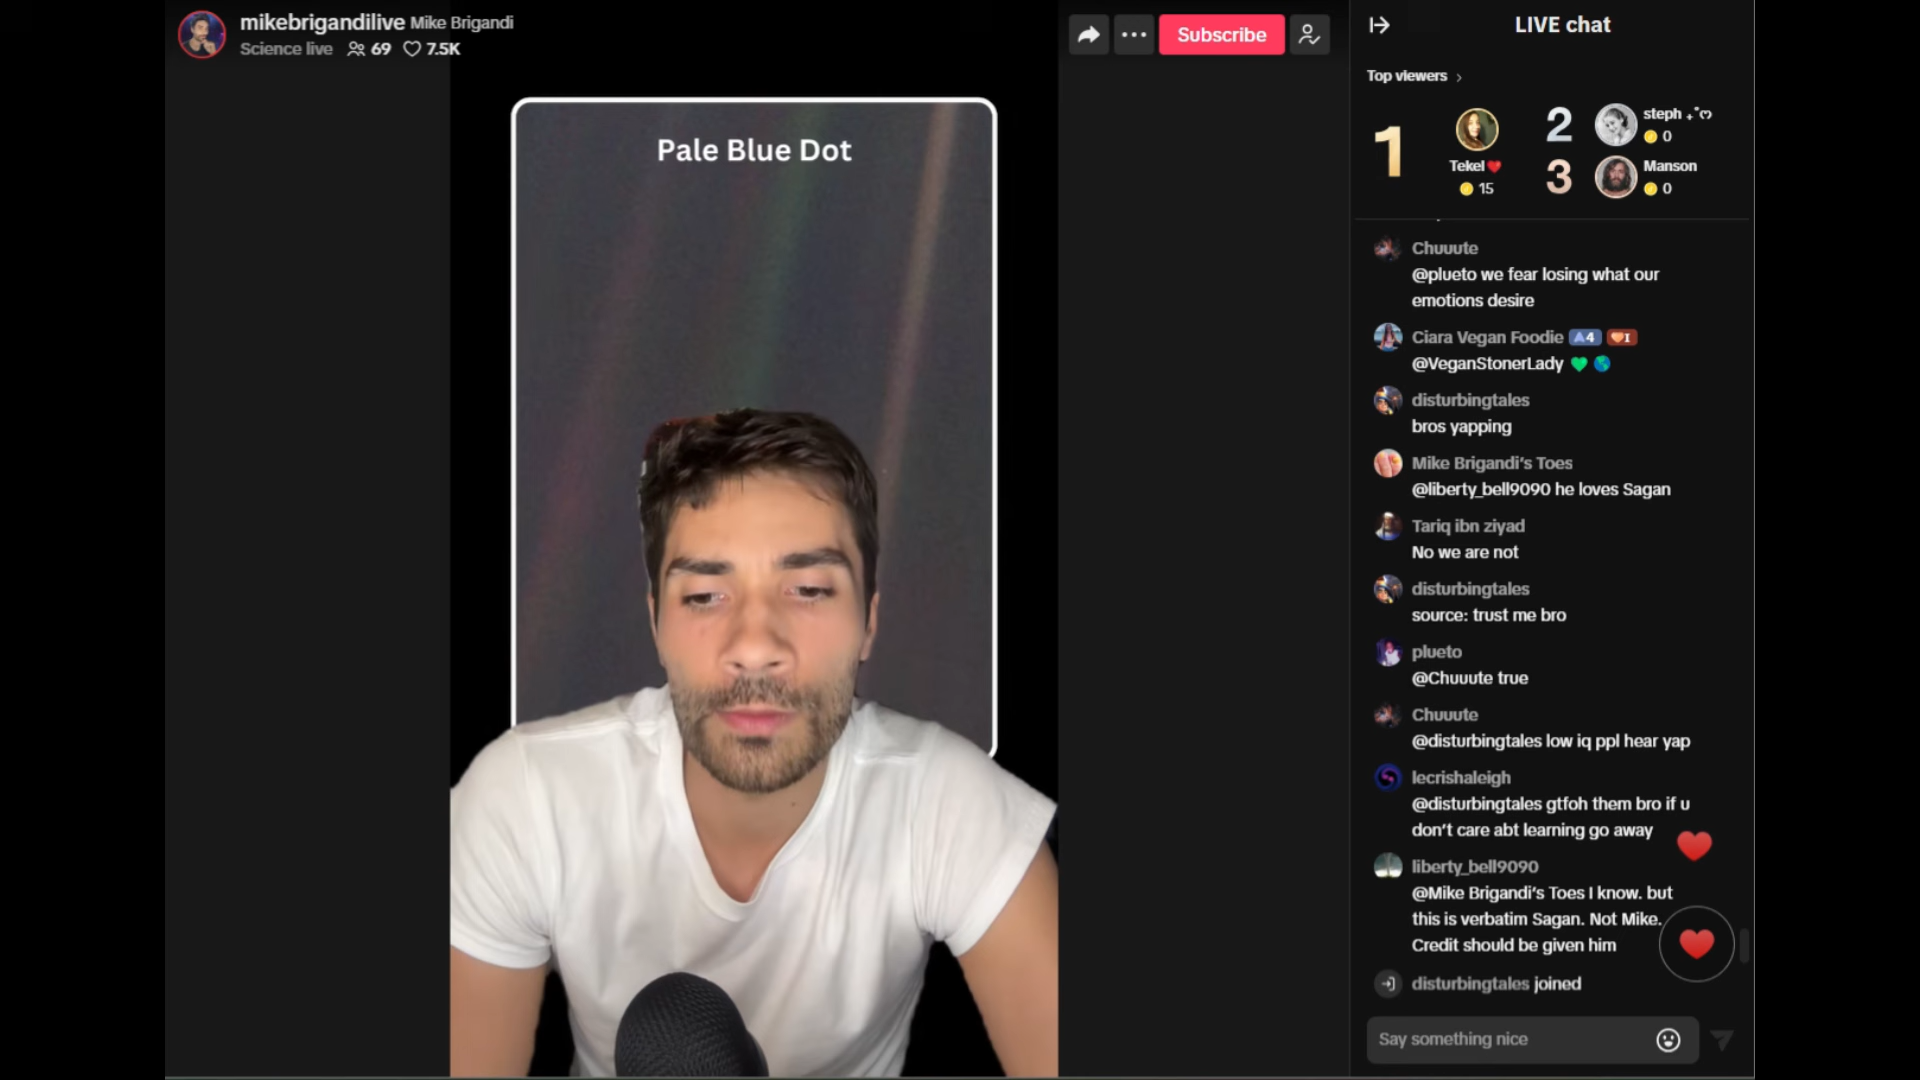 mikebrigandilive Mike Brigandi
Science live 69 7.5K
Subscribe
Pale Blue Dot
LIVE chat
Top viewers
1
Tekel
15
2
steph
0
3
Manson
0
Chuuute
@plueto we fear losing what our
emotions desire
Ciara Vegan Foodie 4 I
@VeganStonerLady
disturbingtales
bros yapping
Mike Brigandi's Toes
@liberty_bell9090 he loves Sagan
Tariq ibn ziyad
No we are not
disturbingtales
source: trust me bro
plueto
@Chuuute true
Chuuute
@disturbingtales low iq ppl hear yap
lecrishaleigh
@disturbingtales gtfoh them bro if u
don't care abt learning go away
liberty_bell9090
@Mike Brigandi's Toes I know. but
this is verbatim Sagan. Not Mike.
Credit should be given him
disturbingtales joined
Say something nice